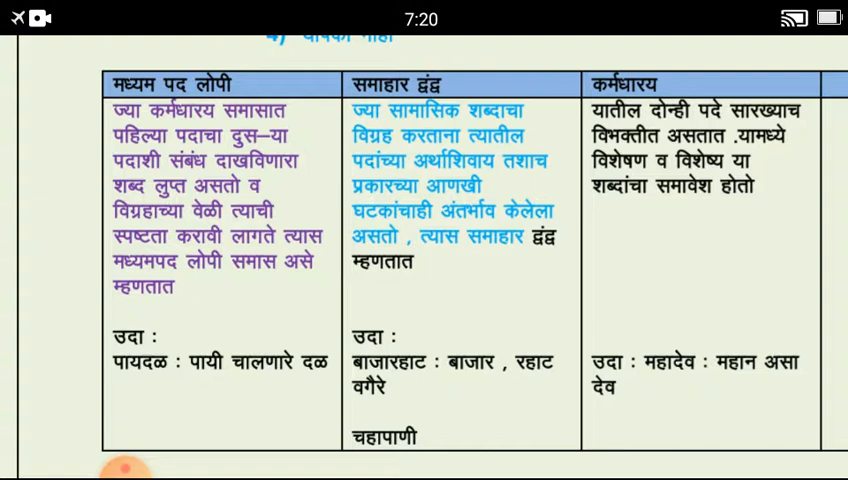 7:20
4)
मध्यम पद लोपी
ज्या कर्मधारय समासात
पहिल्या पदाचा दुस–या
पदाशी संबंध दाखविणारा
शब्द लुप्त असतो व
विग्रहाच्या वेळी त्याची
स्पष्टता करावी लागते त्यास
मध्यमपद लोपी समास असे
म्हणतात
उदा :
पायदळ : पायी चालणारे दळ
समाहार द्वंद्व
ज्या सामासिक शब्दाचा
विग्रह करताना त्यातील
पदांच्या अर्थाशिवाय तशाच
प्रकारच्या आणखी
घटकांचाही अंतर्भाव केलेला
असतो , त्यास समाहार द्वंद्व
म्हणतात
उदा :
बाजारहाट : बाजार , रहाट
वगैरे
चहापाणी
कर्मधारय
यातील दोन्ही पदे सारख्याच
विभक्तीत असतात .यामध्ये
विशेषण व विशेष्य या
शब्दांचा समावेश होतो
उदा : महादेव : महान असा
देव